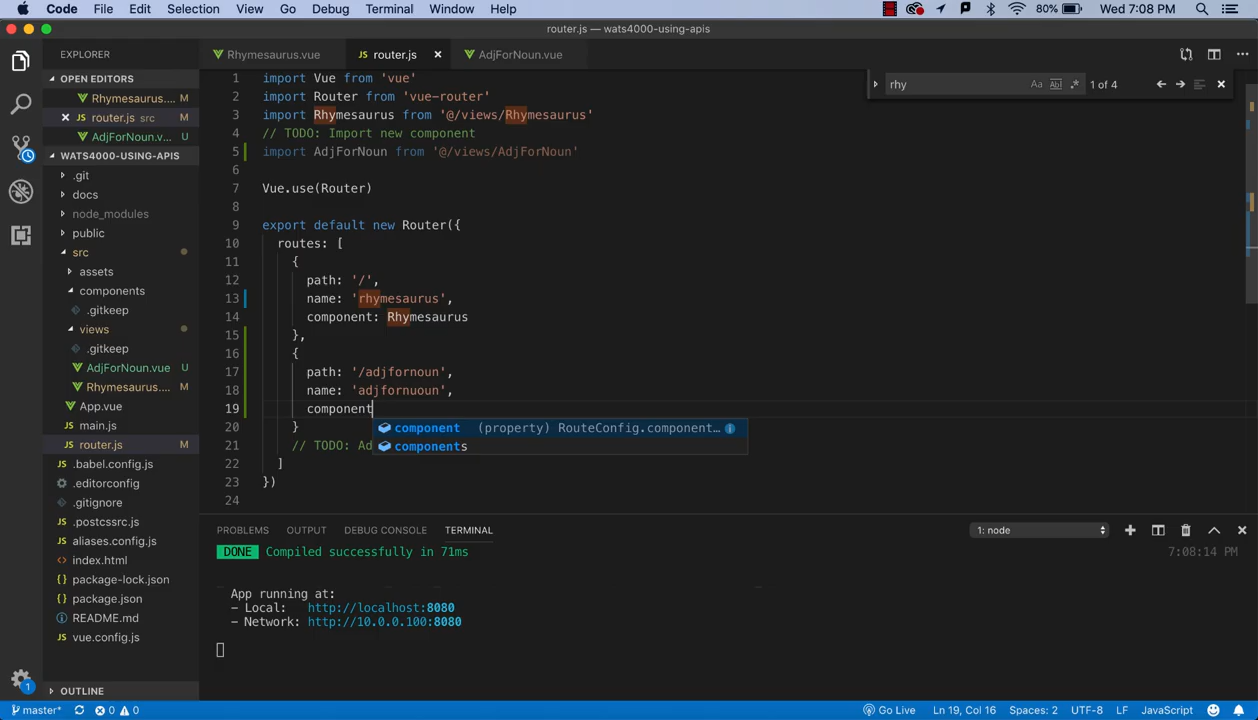 Code File Edit Selection View Go Debug Terminal Window Help 80% Wed 7:08 PM
router.js — wats4000-using-apis
EXPLORER
Rhymesaurus.vue router.js AdjForNoun.vue
OPEN EDITORS
Rhymesaurus.... M
router.js src M
AdjForNoun.v... U
WATS4000-USING-APIS
.git
docs
node_modules
public
src
assets
components
.gitkeep
views
.gitkeep
AdjForNoun.vue U
Rhymesaurus.... M
App.vue
main.js
router.js M
.babel.config.js
.editorconfig
.gitignore
.postcssrc.js
aliases.config.js
index.html
package-lock.json
package.json
README.md
vue.config.js
OUTLINE
rhy Aa Abl .* 1 of 4
1 import Vue from 'vue'
2 import Router from 'vue-router'
3 import Rhymesaurus from '@/views/Rhymesaurus'
4 // TODO: Import new component
5 import AdjForNoun from '@/views/AdjForNoun'
6
7 Vue.use(Router)
8
9 export default new Router({
10 routes: [
11 {
12 path: '/',
13 name: 'rhymesaurus',
14 component: Rhymesaurus
15 },
16 {
17 path: '/adjfornoun',
18 name: 'adjfornuoun',
19 component
20 }
21 // TODO: Ad
22 ]
23 })
24
component (property) RouteConfig.component...
components
PROBLEMS OUTPUT DEBUG CONSOLE TERMINAL 1: node
DONE Compiled successfully in 71ms 7:08:14 PM
App running at:
- Local: http://localhost:8080
- Network: http://10.0.0.100:8080
1
master* 0 0 Go Live Ln 19, Col 16 Spaces: 2 UTF-8 LF JavaScript